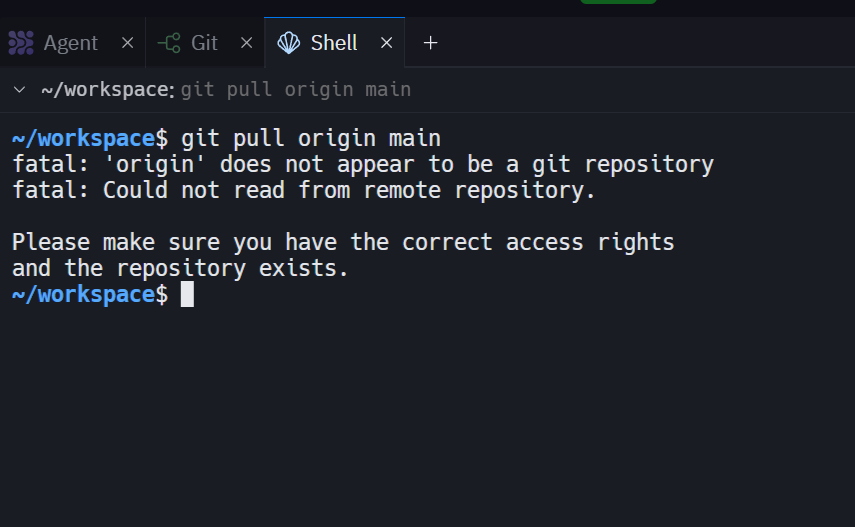 Agent Git Shell
~/workspace: git pull origin main
~/workspace$ git pull origin main
fatal: 'origin' does not appear to be a git repository
fatal: Could not read from remote repository.
Please make sure you have the correct access rights
and the repository exists.
~/workspace$